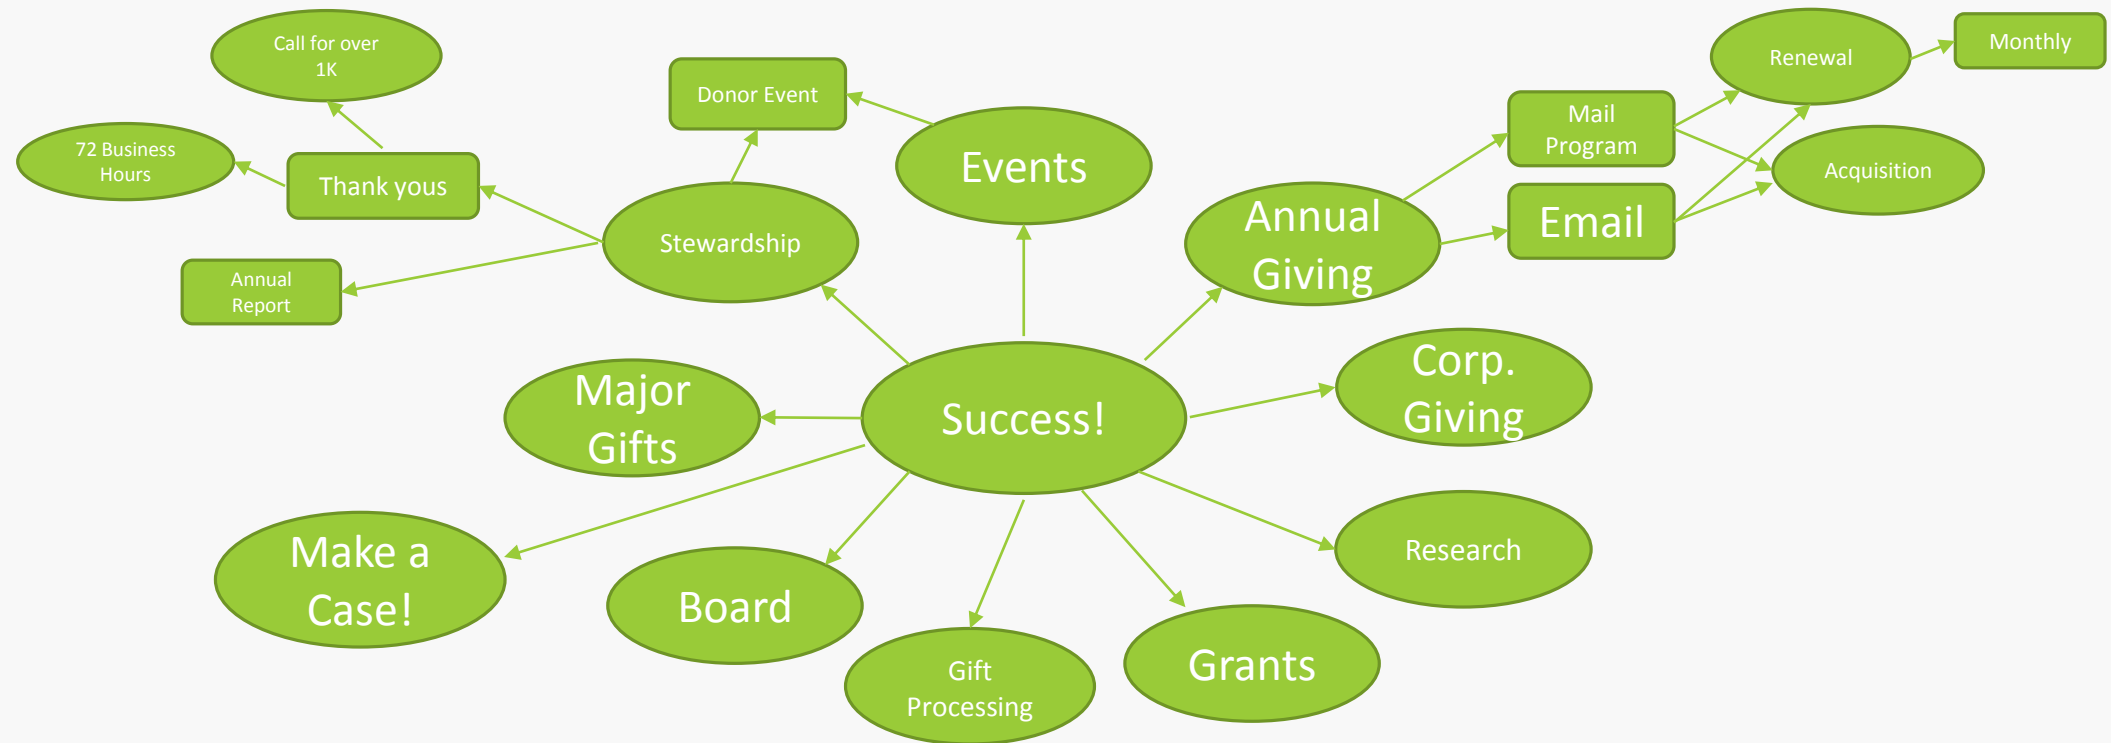 Call for over
1K
Renewal
Monthly
Donor Event
Mail
Program
72 Business
Hours
Thank yous
Events
Acquisition
Annual
Giving
Email
Stewardship
Annual
Report
Major
Gifts
Success!
Corp.
Giving
Make a
Case!
Board
Research
Gift
Processing
Grants